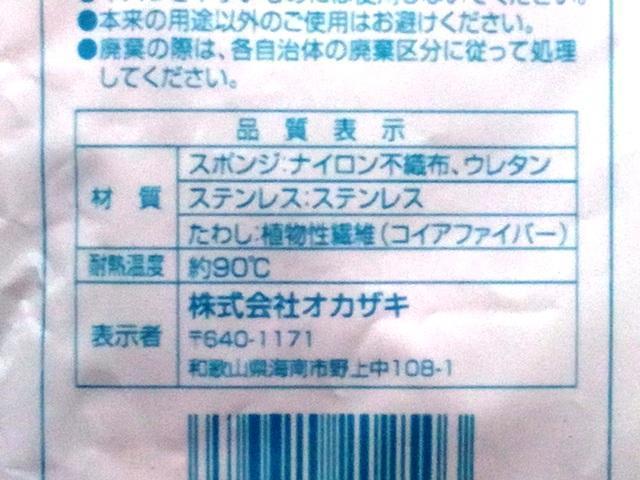 ●本来の用途以外のご使用はお避けください。
●廃棄の際は、各自治体の廃棄区分に従って処理
してください。
品質表示
材質
スポンジ:ナイロン不織布、ウレタン
ステンレス:ステンレス
たわし:植物性繊維(コイアファイバー)
耐熱温度 約90℃
表示者
株式会社オカザキ
〒640-1171
和歌山県海南市野上中108-1